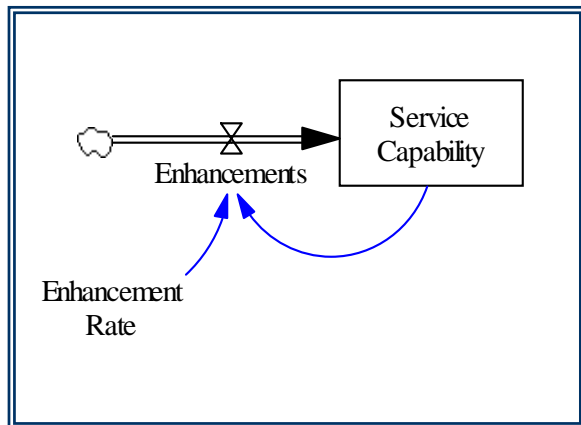 Service
Capability
Enhancements
Enhancement
Rate